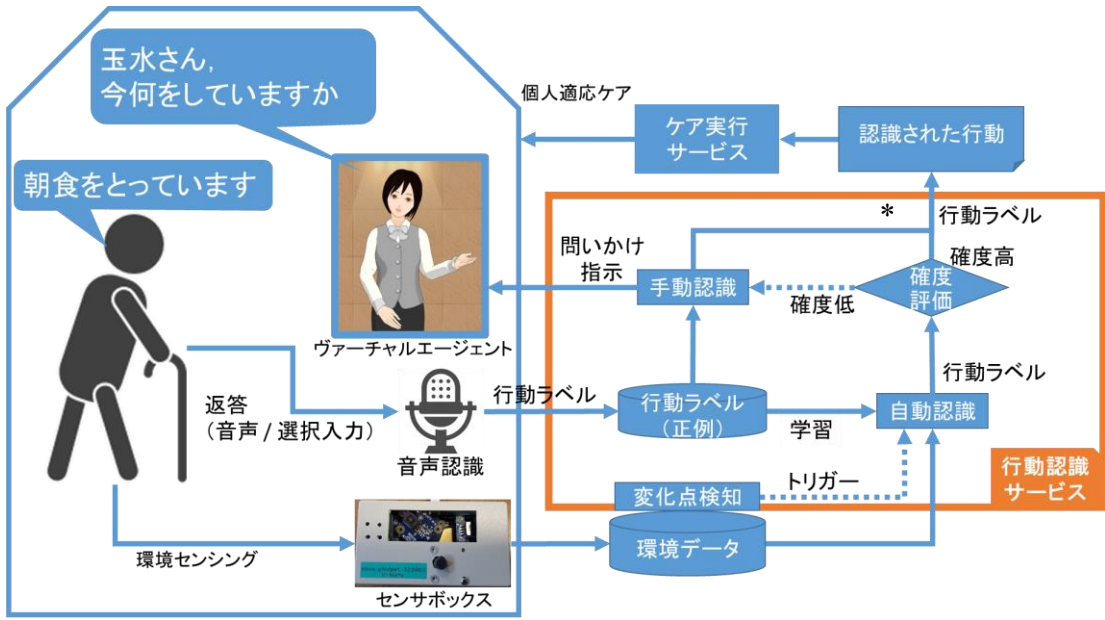 玉水さん,
今何をしていますか
朝食をとっています
ヴァーチャルエージェント
返答
（音声 / 選択入力）
音声認識
環境センシング
センサボックス
個人適応ケア
ケア実行
サービス
認識された行動
*
行動ラベル
確度高
問いかけ
指示
手動認識
確度低
確度
評価
行動ラベル
行動ラベル
行動ラベル
（正例）
学習
自動認識
トリガー
変化点検知
環境データ
行動認識
サービス